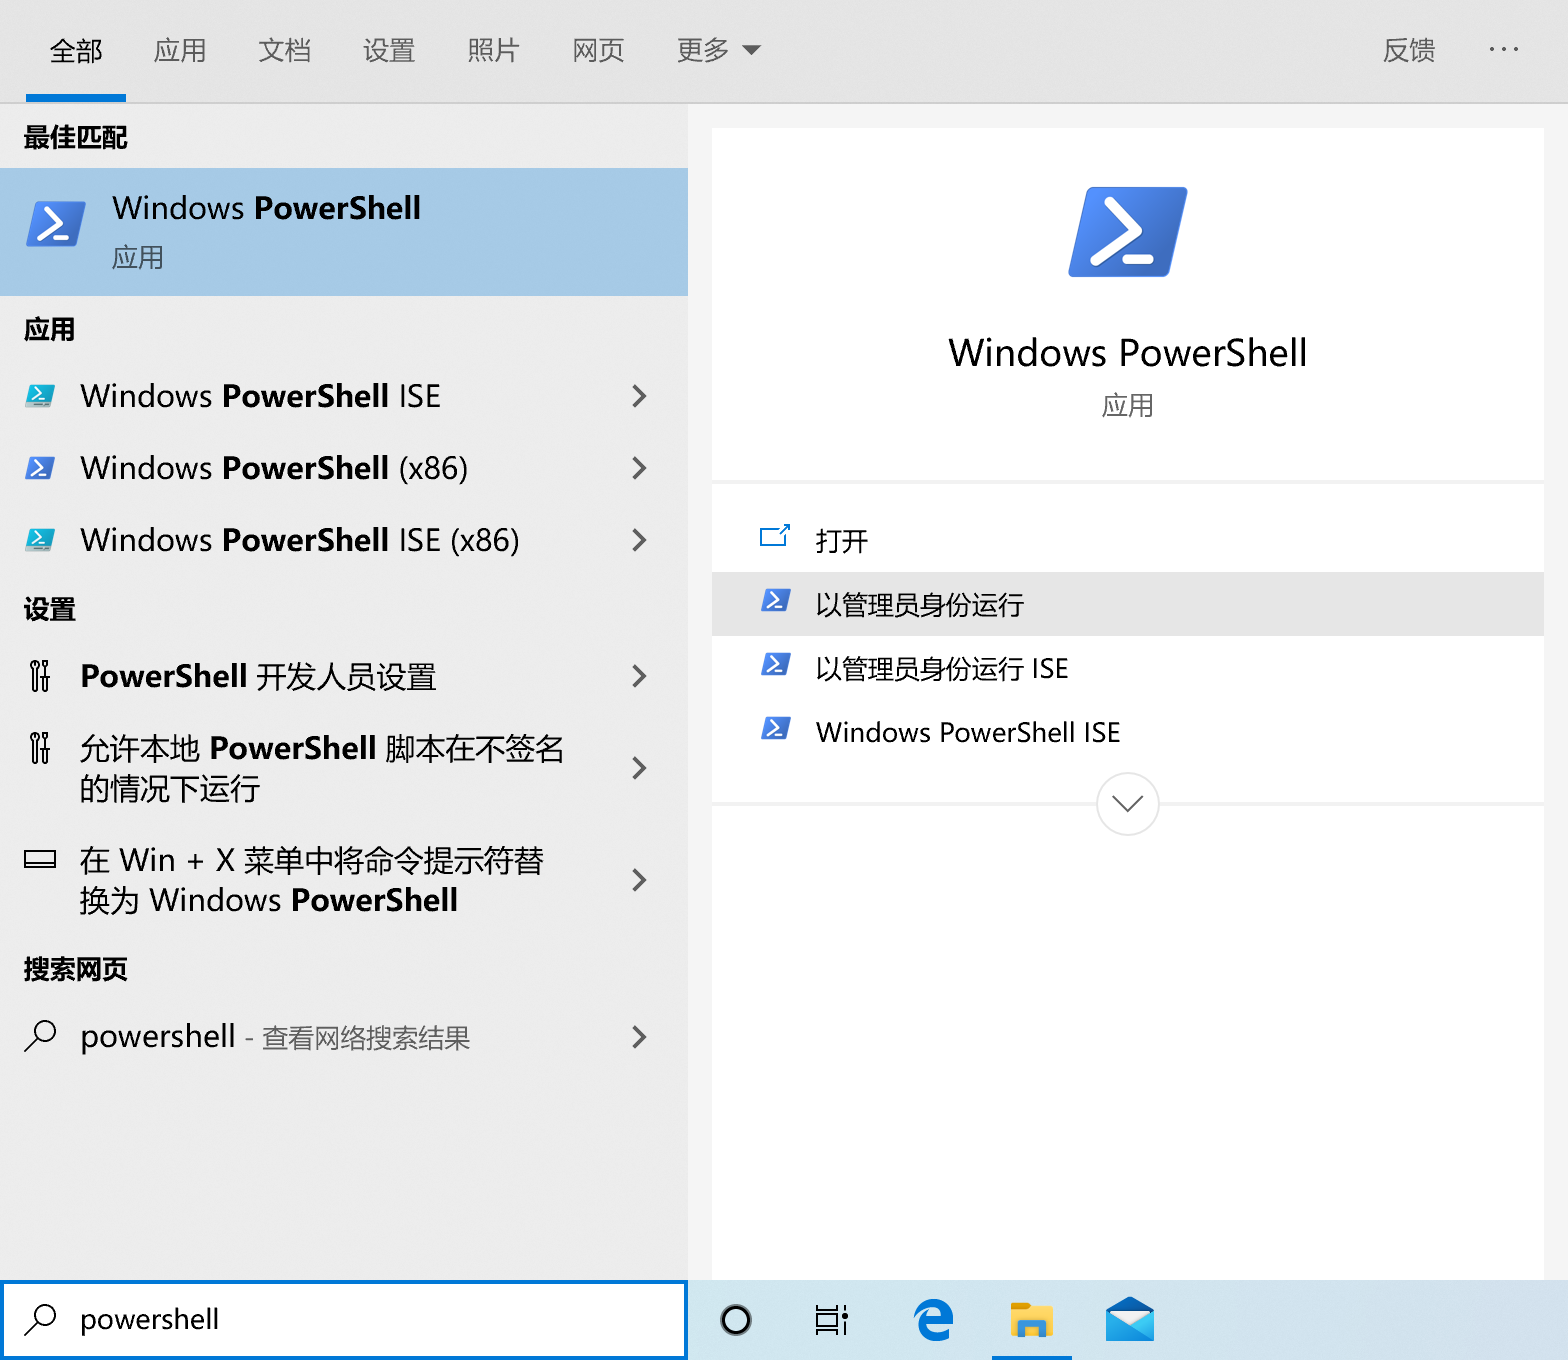 全部 应用 文档 设置 照片 网页 更多 反馈 ···
最佳匹配
Windows PowerShell
应用
应用
Windows PowerShell ISE
Windows PowerShell (x86)
Windows PowerShell ISE (x86)
设置
PowerShell 开发人员设置
允许本地 PowerShell 脚本在不签名
的情况下运行
在 Win + X 菜单中将命令提示符替
换为 Windows PowerShell
搜索网页
powershell - 查看网络搜索结果
Windows PowerShell
应用
打开
以管理员身份运行
以管理员身份运行 ISE
Windows PowerShell ISE
powershell